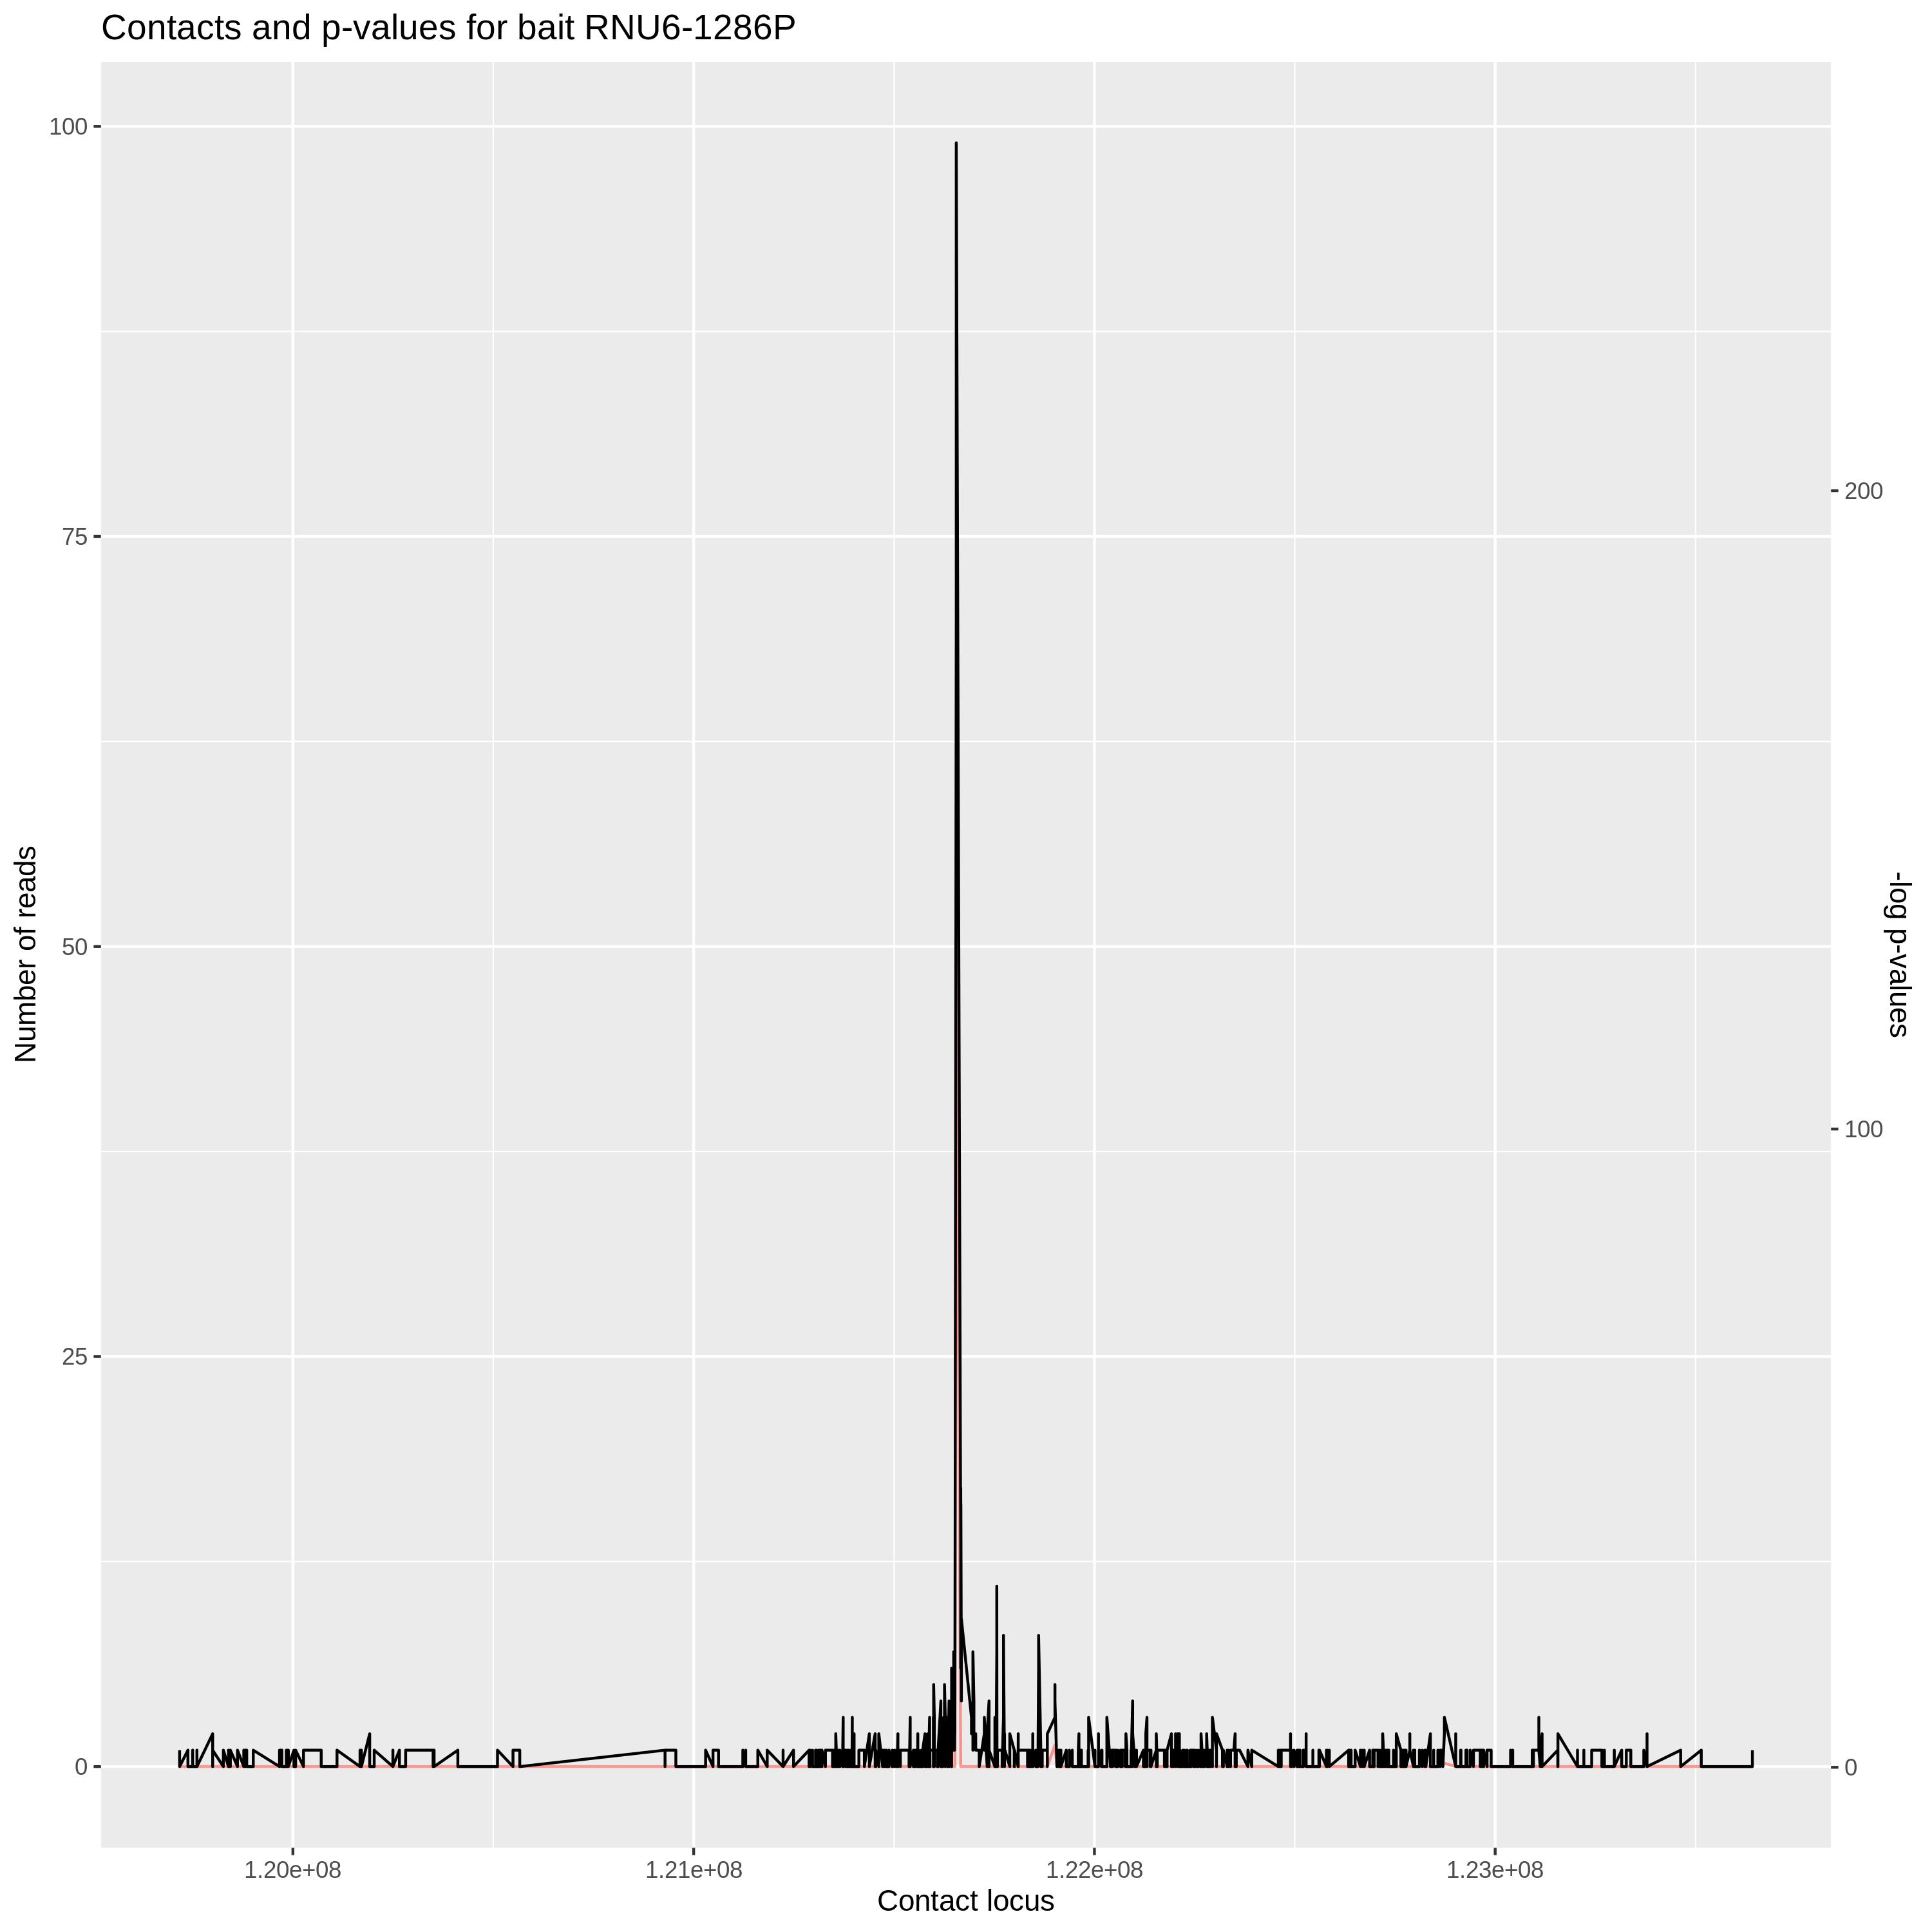 Contacts and p-values for bait RNU6-1286P
100
75
50
25
0
Number of reads
200
100
0
-log p-values
1.20e+08
1.21e+08
1.22e+08
1.23e+08
Contact locus